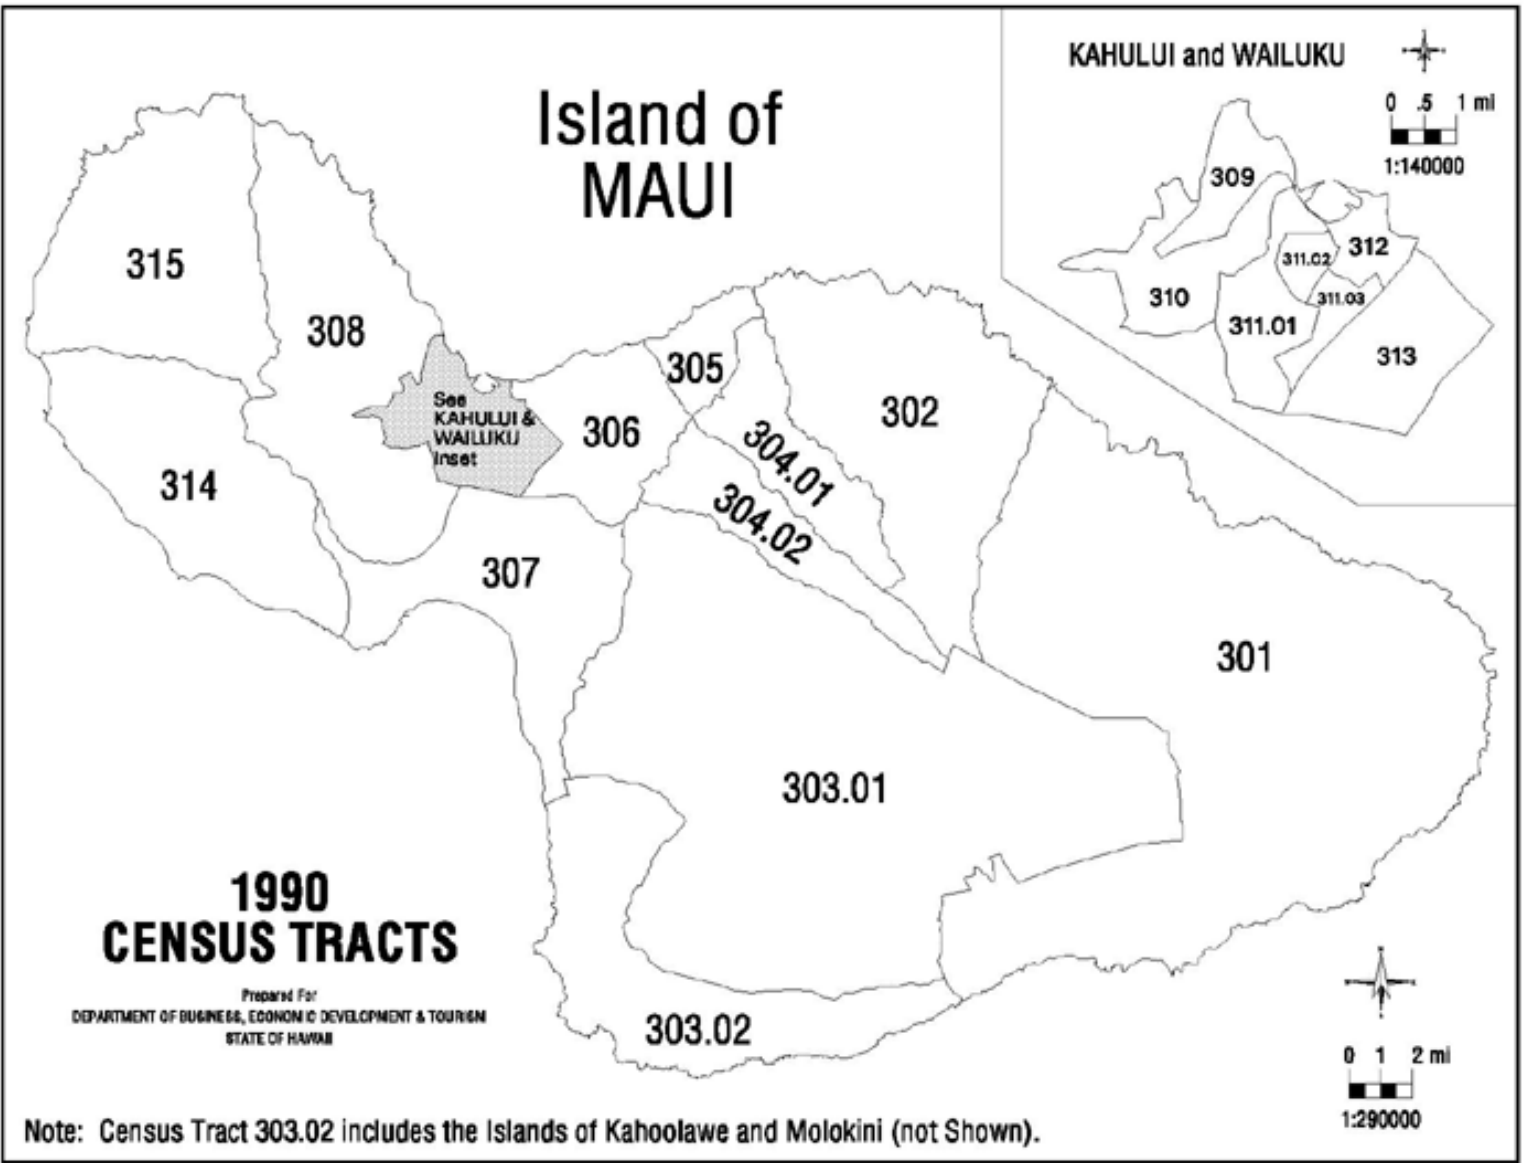 Island of
MAUI
KAHULUI and WAILUKU
0 .5 1 mi
1:140000
309
312
311.02
310
311.03
311.01
313
315
308
305
302
See
KAHULUI &
WAILUKU
Inset
306
304.01
314
304.02
307
301
303.01
1990
CENSUS TRACTS
Prepared For
DEPARTMENT OF BUSINESS, ECONOMIC DEVELOPMENT & TOURISM
STATE OF HAWAII
303.02
0 1 2 mi
1:290000
Note: Census Tract 303.02 includes the Islands of Kahoolawe and Molokini (not Shown).